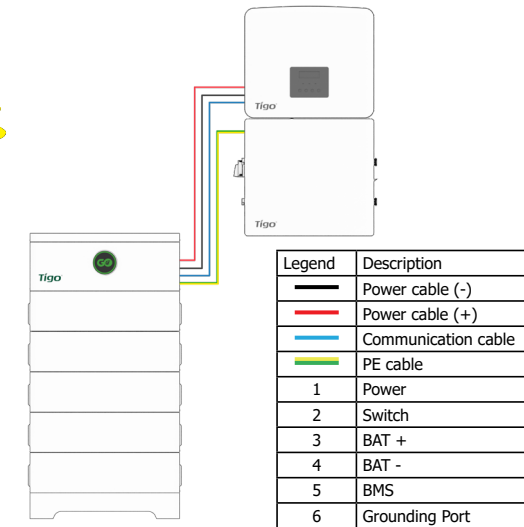 Tigo
Tigo
GO
Tigo
Legend Description
Power cable (-)
Power cable (+)
Communication cable
PE cable
1 Power
2 Switch
3 BAT +
4 BAT -
5 BMS
6 Grounding Port